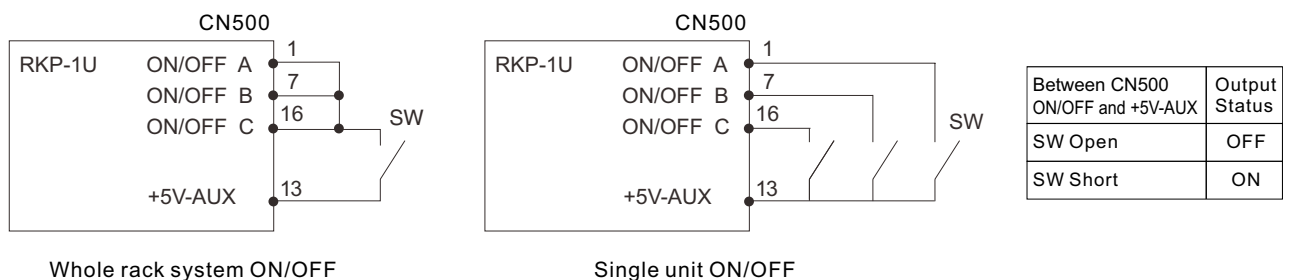 CN500
RKP-1U
ON/OFF A
1
ON/OFF B
7
ON/OFF C
16
SW
+5V-AUX
13
Whole rack system ON/OFF
CN500
RKP-1U
ON/OFF A
1
ON/OFF B
7
ON/OFF C
16
SW
+5V-AUX
13
Single unit ON/OFF
Between CN500 Output
ON/OFF and +5V-AUX Status
SW Open OFF
SW Short ON